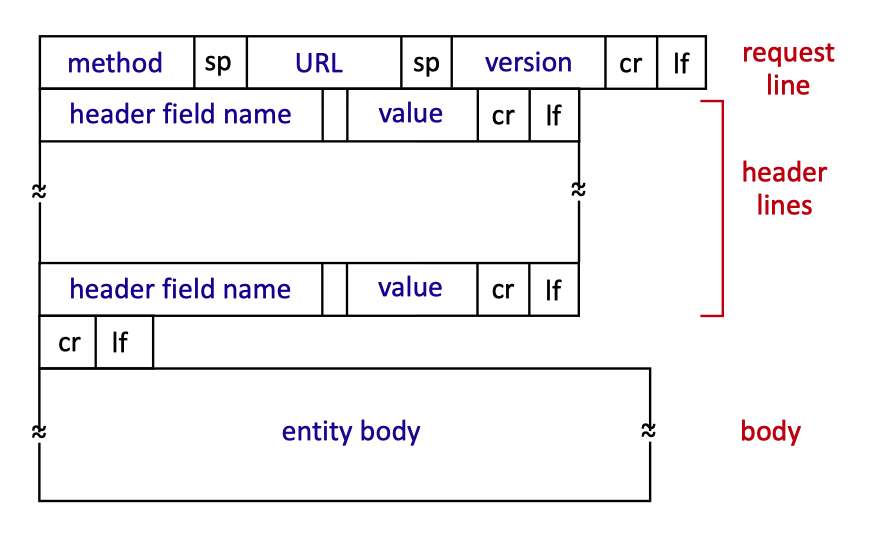 method sp URL sp version cr lf
request
line
header field name value cr lf
header
lines
header field name value cr lf
cr lf
entity body
body